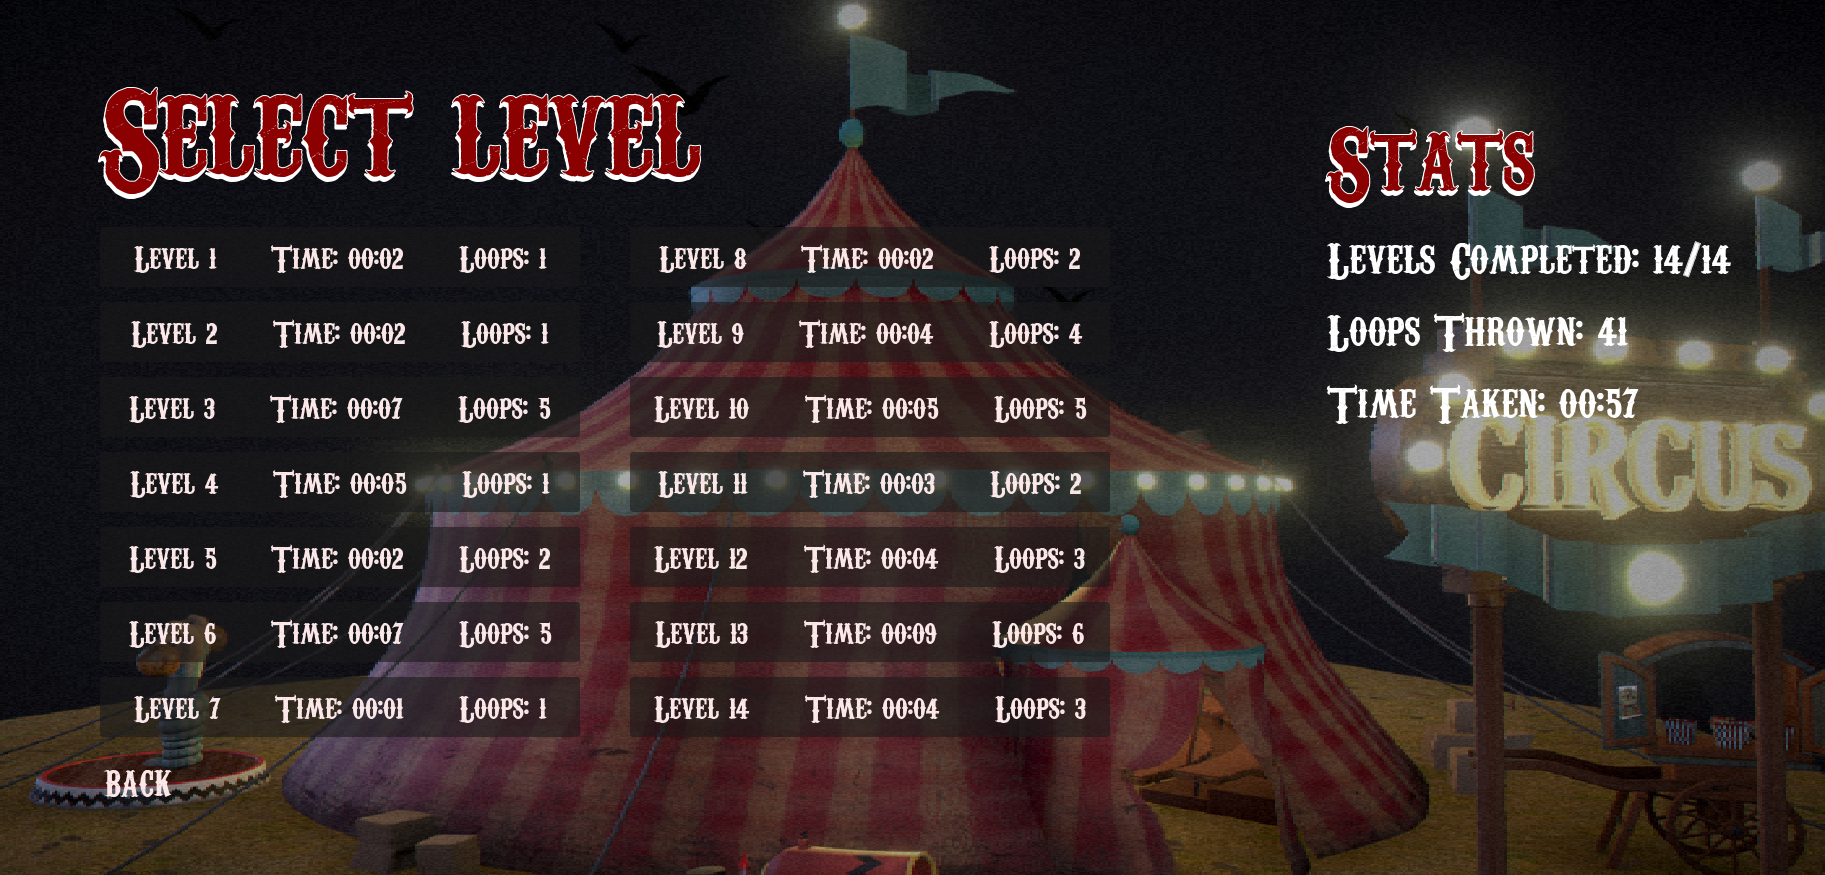 Select Level
Level 1 Time: 00:02 Loops: 1
Level 2 Time: 00:02 Loops: 1
Level 3 Time: 00:07 Loops: 5
Level 4 Time: 00:05 Loops: 1
Level 5 Time: 00:02 Loops: 2
Level 6 Time: 00:07 Loops: 5
Level 7 Time: 00:01 Loops: 1
Level 8 Time: 00:02 Loops: 2
Level 9 Time: 00:04 Loops: 4
Level 10 Time: 00:05 Loops: 5
Level 11 Time: 00:03 Loops: 2
Level 12 Time: 00:04 Loops: 3
Level 13 Time: 00:09 Loops: 6
Level 14 Time: 00:04 Loops: 3
Back
Stats
Levels Completed: 14/14
Loops Thrown: 41
Time Taken: 00:57
CIRCUS